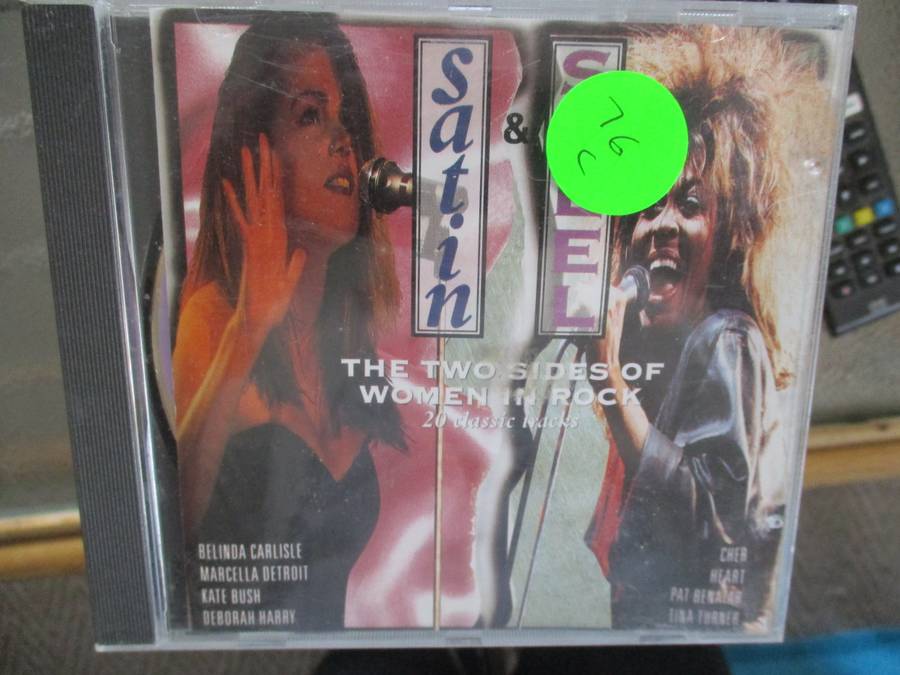 satin
&
S EL
76
c
THE TWO SIDES OF
WOMEN IN ROCK
20 classic tracks
BELINDA CARLISLE
MARCELLA DETROIT
KATE BUSH
DEBORAH HARRY
CHER
HEART
PAT BENATAR
TINA TURNER